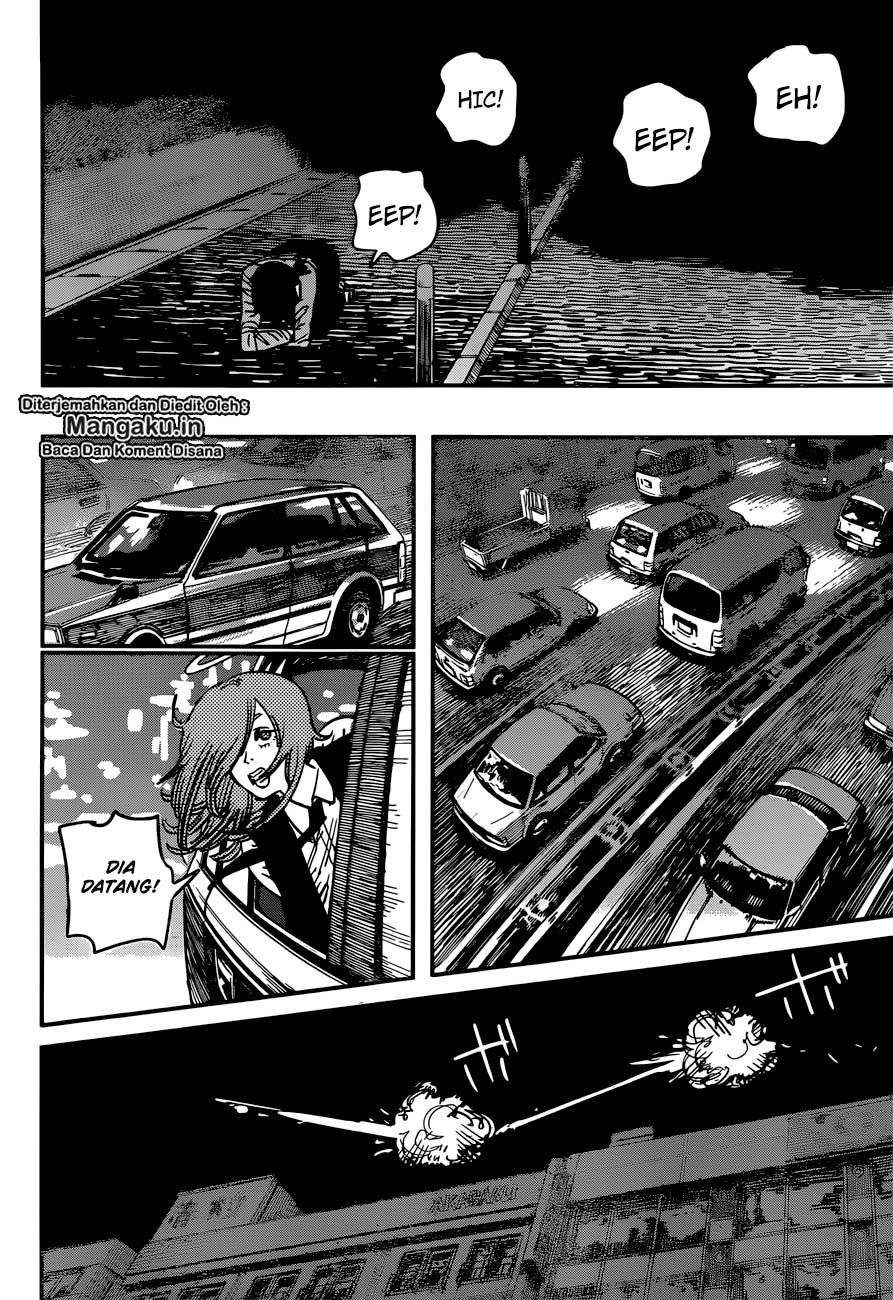 EH!
EEP!
HIC!
EEP!
Diterjemahkan dan Diedit Oleh :
Mangaku.in
Baca Dan Koment Disana
DIA
DATANG!